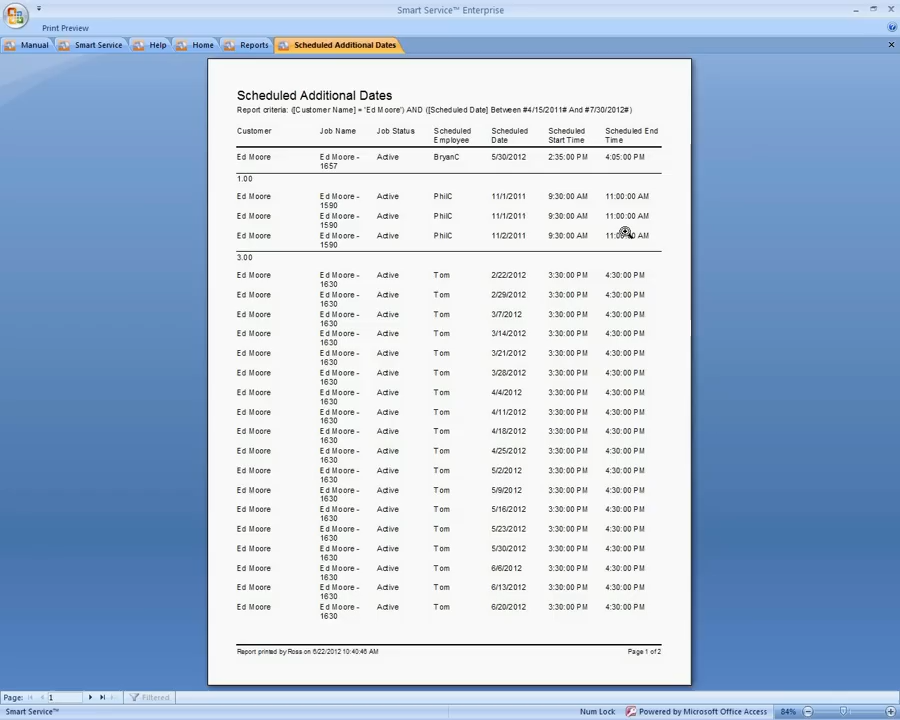 Smart Service™ Enterprise
Print Preview
Manual Smart Service Help Home Reports Scheduled Additional Dates
Scheduled Additional Dates
Report criteria: ([Customer Name] = 'Ed Moore') AND ([Scheduled Date] Between #4/15/2011# And #7/30/2012#)
Customer Job Name Job Status Scheduled Employee Scheduled Date Scheduled Start Time Scheduled End Time
Ed Moore Ed Moore - 1657 Active BryanC 5/30/2012 2:35:00 PM 4:05:00 PM
1.00
Ed Moore Ed Moore - 1590 Active PhilC 11/1/2011 9:30:00 AM 11:00:00 AM
Ed Moore Ed Moore - 1590 Active PhilC 11/1/2011 9:30:00 AM 11:00:00 AM
Ed Moore Ed Moore - 1590 Active PhilC 11/2/2011 9:30:00 AM AM
3.00
Ed Moore Ed Moore - 1630 Active Tom 2/22/2012 3:30:00 PM 4:30:00 PM
Ed Moore Ed Moore - 1630 Active Tom 2/29/2012 3:30:00 PM 4:30:00 PM
Ed Moore Ed Moore - 1630 Active Tom 3/7/2012 3:30:00 PM 4:30:00 PM
Ed Moore Ed Moore - 1630 Active Tom 3/14/2012 3:30:00 PM 4:30:00 PM
Ed Moore Ed Moore - 1630 Active Tom 3/21/2012 3:30:00 PM 4:30:00 PM
Ed Moore Ed Moore - 1630 Active Tom 3/28/2012 3:30:00 PM 4:30:00 PM
Ed Moore Ed Moore - 1630 Active Tom 4/4/2012 3:30:00 PM 4:30:00 PM
Ed Moore Ed Moore - 1630 Active Tom 4/11/2012 3:30:00 PM 4:30:00 PM
Ed Moore Ed Moore - 1630 Active Tom 4/18/2012 3:30:00 PM 4:30:00 PM
Ed Moore Ed Moore - 1630 Active Tom 4/25/2012 3:30:00 PM 4:30:00 PM
Ed Moore Ed Moore - 1630 Active Tom 5/2/2012 3:30:00 PM 4:30:00 PM
Ed Moore Ed Moore - 1630 Active Tom 5/9/2012 3:30:00 PM 4:30:00 PM
Ed Moore Ed Moore - 1630 Active Tom 5/16/2012 3:30:00 PM 4:30:00 PM
Ed Moore Ed Moore - 1630 Active Tom 5/23/2012 3:30:00 PM 4:30:00 PM
Ed Moore Ed Moore - 1630 Active Tom 5/30/2012 3:30:00 PM 4:30:00 PM
Ed Moore Ed Moore - 1630 Active Tom 6/6/2012 3:30:00 PM 4:30:00 PM
Ed Moore Ed Moore - 1630 Active Tom 6/13/2012 3:30:00 PM 4:30:00 PM
Ed Moore Ed Moore - 1630 Active Tom 6/20/2012 3:30:00 PM 4:30:00 PM
Report printed by Ross on 6/22/2012 10:40:46 AM Page 1 of 2
Page: 1 Filtered
Smart Service™ Num Lock Powered by Microsoft Office Access 84%